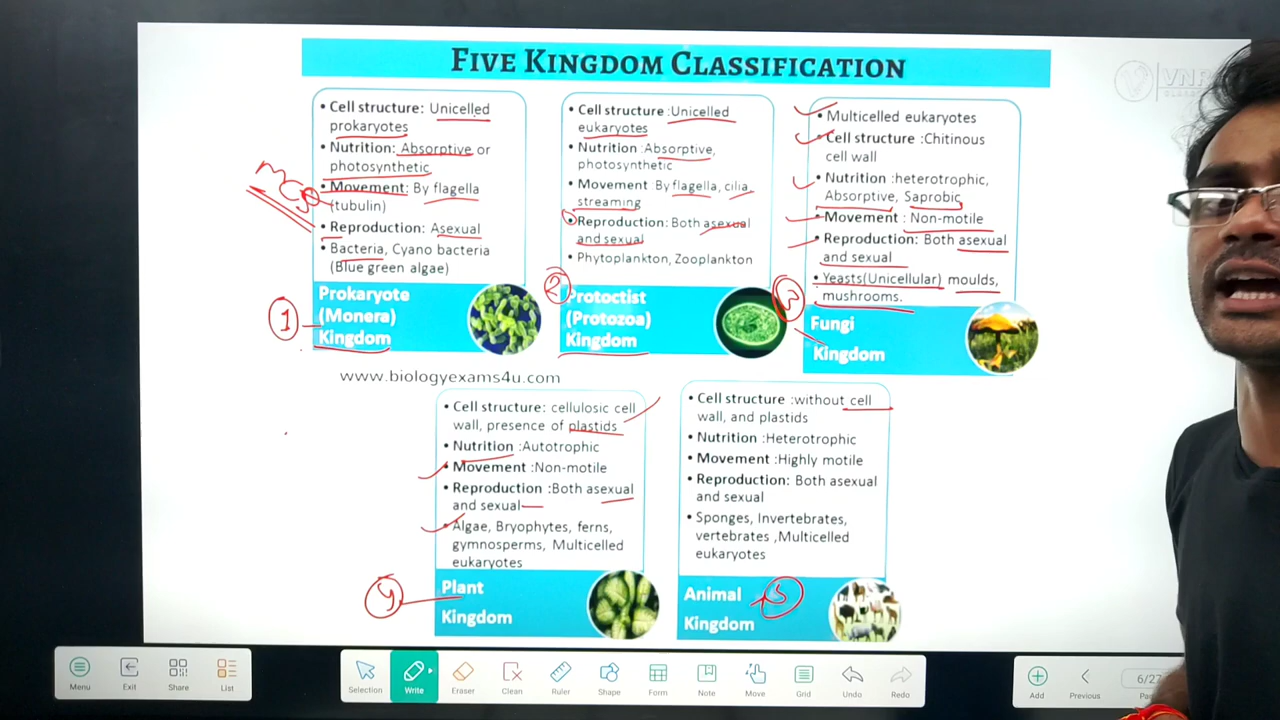 FIVE KINGDOM CLASSIFICATION
• Cell structure: Unicelled
prokaryotes
• Nutrition: Absorptive or
photosynthetic
• Movement: By flagella
(tubulin)
• Reproduction: Asexual
• Bacteria, Cyano bacteria
(Blue green algae)
Prokaryote
(Monera)
Kingdom
1
• Cell structure :Unicelled
eukaryotes
• Nutrition :Absorptive,
photosynthetic
• Movement By flagella, cilia,
streaming
• Reproduction: Both asexual
and sexual
• Phytoplankton, Zooplankton
2
Protoctist
(Protozoa)
Kingdom
• Multicelled eukaryotes
• Cell structure :Chitinous
cell wall
• Nutrition :heterotrophic,
Absorptive, Saprobic
• Movement : Non-motile
• Reproduction: Both asexual
and sexual
• Yeasts(Unicellular) moulds,
mushrooms.
3
Fungi
Kingdom
www.biologyexams4u.com
• Cell structure: cellulosic cell
wall, presence of plastids
• Nutrition :Autotrophic
• Movement :Non-motile
• Reproduction :Both asexual
and sexual
• Algae, Bryophytes, ferns,
gymnosperms, Multicelled
eukaryotes
4
Plant
Kingdom
• Cell structure :without cell
wall, and plastids
• Nutrition :Heterotrophic
• Movement :Highly motile
• Reproduction: Both asexual
and sexual
• Sponges, Invertebrates,
vertebrates ,Multicelled
eukaryotes
Animal
5
Kingdom
Menu
Exit
Share
List
Selection
Write
Eraser
Clean
Ruler
Shape
Form
Note
Move
Grid
Undo
Redo
Add
Previous
6/27